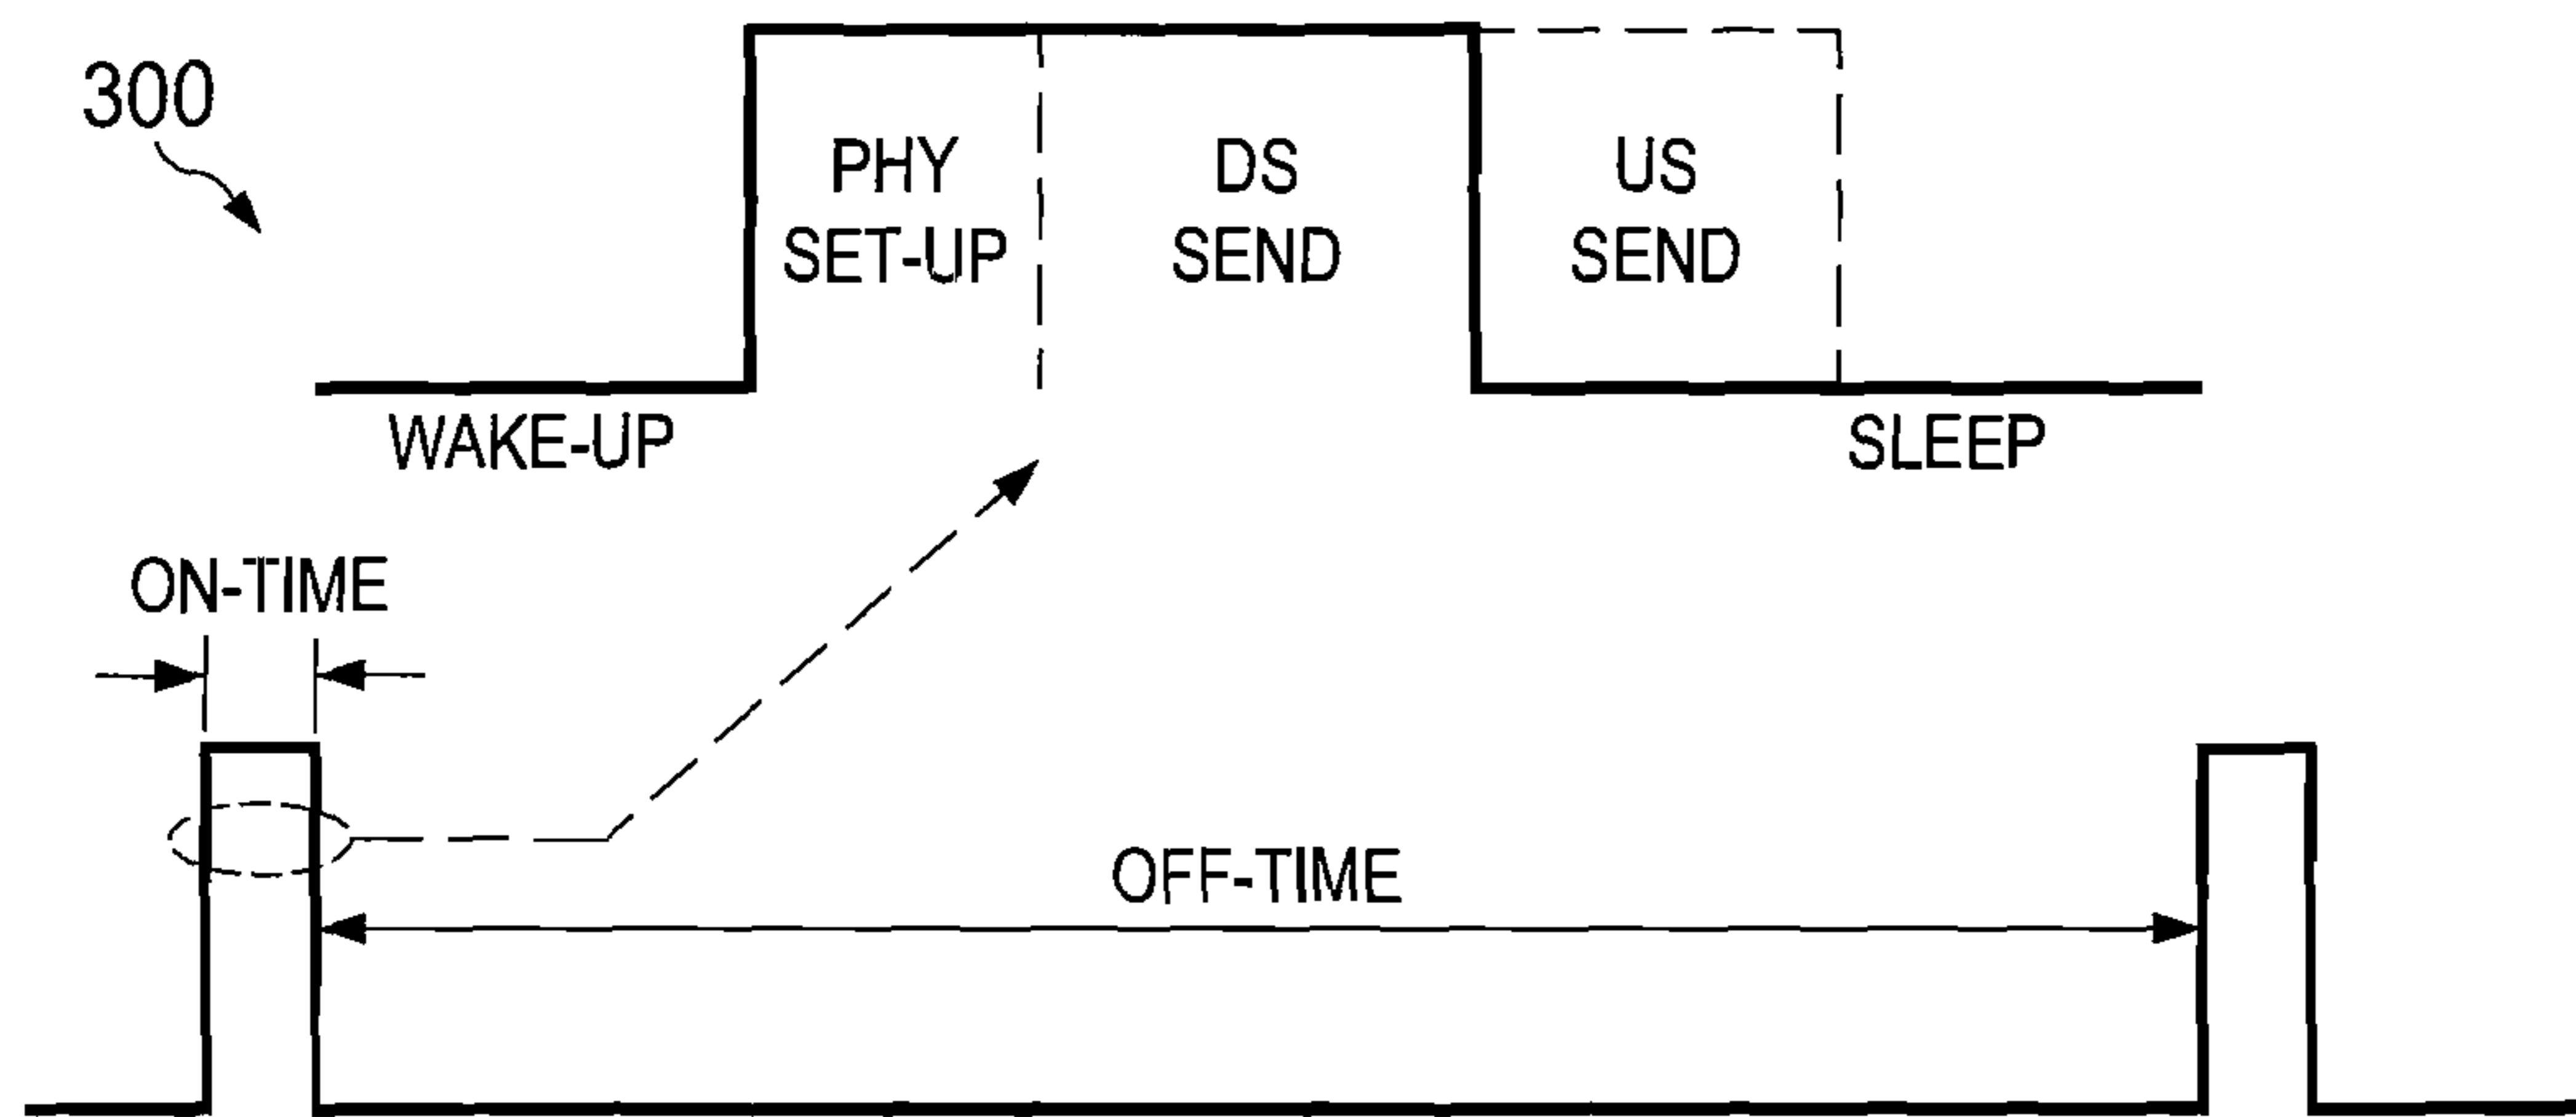 300
PHY
SET-UP
DS
SEND
US
SEND
WAKE-UP
SLEEP
ON-TIME
OFF-TIME